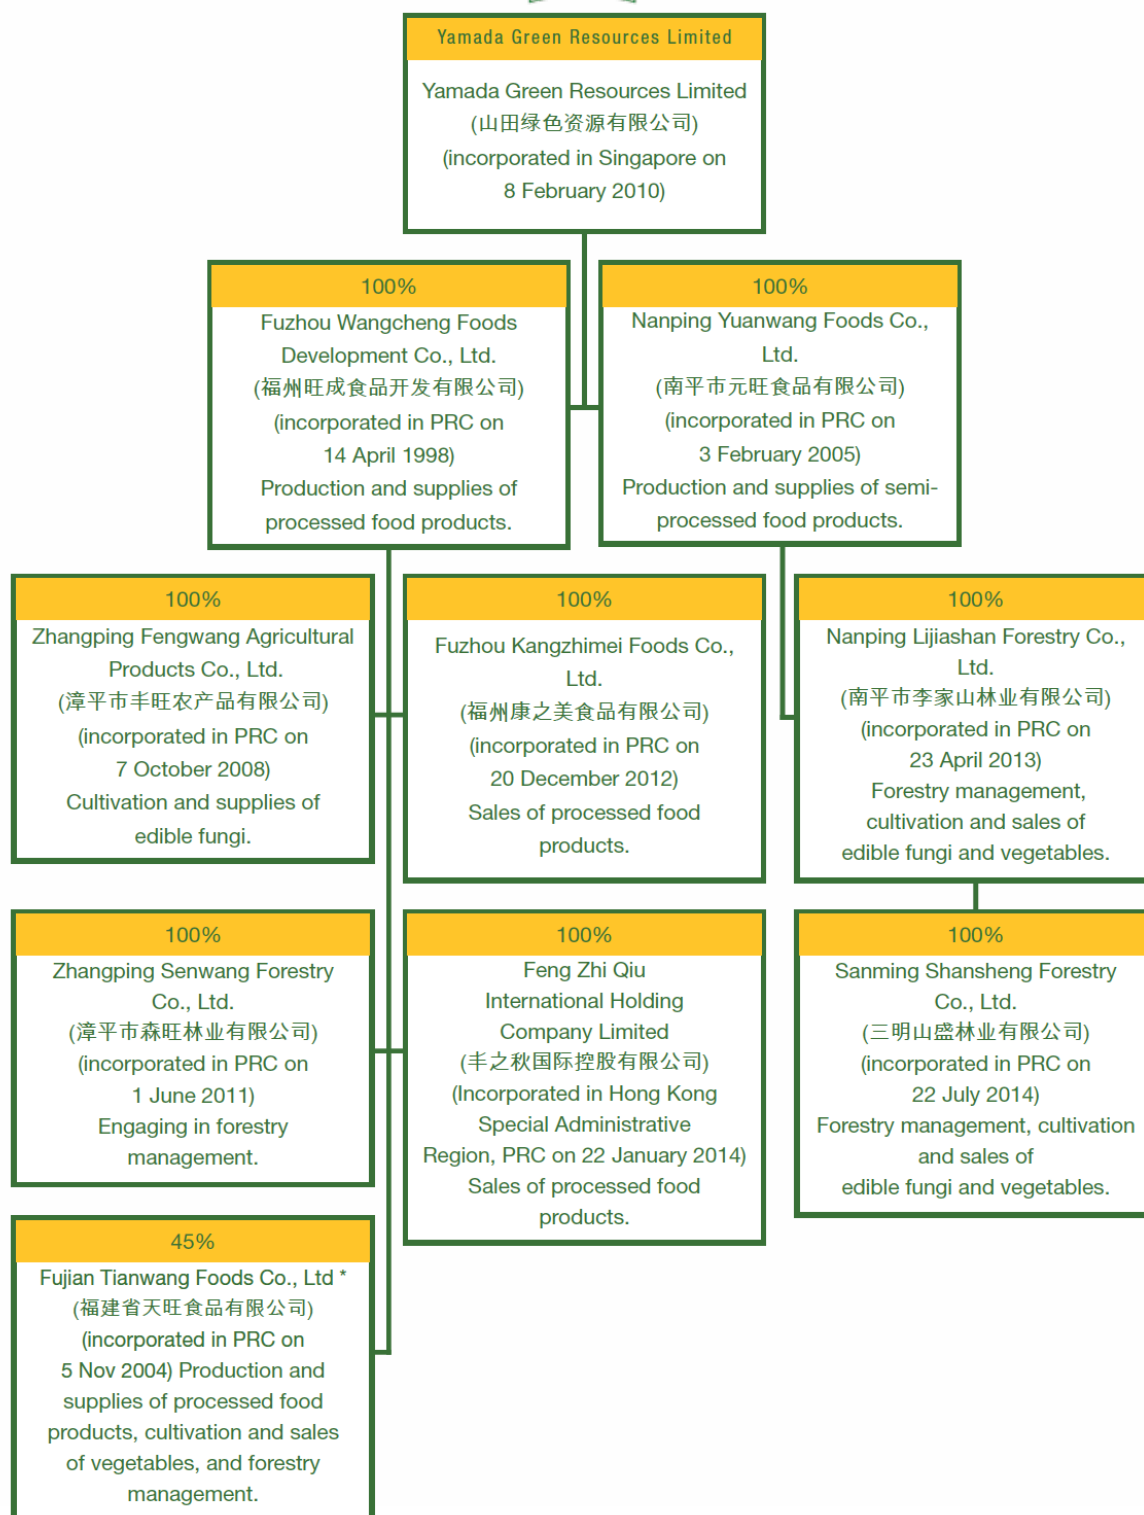 Yamada Green Resources Limited
Yamada Green Resources Limited
(山田绿色资源有限公司)
(incorporated in Singapore on
8 February 2010)
100%
Fuzhou Wangcheng Foods
Development Co., Ltd.
(福州旺成食品开发有限公司)
(incorporated in PRC on
14 April 1998)
Production and supplies of
processed food products.
100%
Nanping Yuanwang Foods Co.,
Ltd.
(南平市元旺食品有限公司)
(incorporated in PRC on
3 February 2005)
Production and supplies of semi-
processed food products.
100%
Zhangping Fengwang Agricultural
Products Co., Ltd.
(漳平市丰旺农产品有限公司)
(incorporated in PRC on
7 October 2008)
Cultivation and supplies of
edible fungi.
100%
Fuzhou Kangzhimei Foods Co.,
Ltd.
(福州康之美食品有限公司)
(incorporated in PRC on
20 December 2012)
Sales of processed food
products.
100%
Nanping Lijiashan Forestry Co.,
Ltd.
(南平市李家山林业有限公司)
(incorporated in PRC on
23 April 2013)
Forestry management,
cultivation and sales of
edible fungi and vegetables.
100%
Zhangping Senwang Forestry
Co., Ltd.
(漳平市森旺林业有限公司)
(incorporated in PRC on
1 June 2011)
Engaging in forestry
management.
100%
Feng Zhi Qiu
International Holding
Company Limited
(丰之秋国际控股有限公司)
(Incorporated in Hong Kong
Special Administrative
Region, PRC on 22 January 2014)
Sales of processed food
products.
100%
Sanming Shansheng Forestry
Co., Ltd.
(三明山盛林业有限公司)
(incorporated in PRC on
22 July 2014)
Forestry management, cultivation
and sales of
edible fungi and vegetables.
45%
Fujian Tianwang Foods Co., Ltd *
(福建省天旺食品有限公司)
(incorporated in PRC on
5 Nov 2004) Production and
supplies of processed food
products, cultivation and sales
of vegetables, and forestry
management.